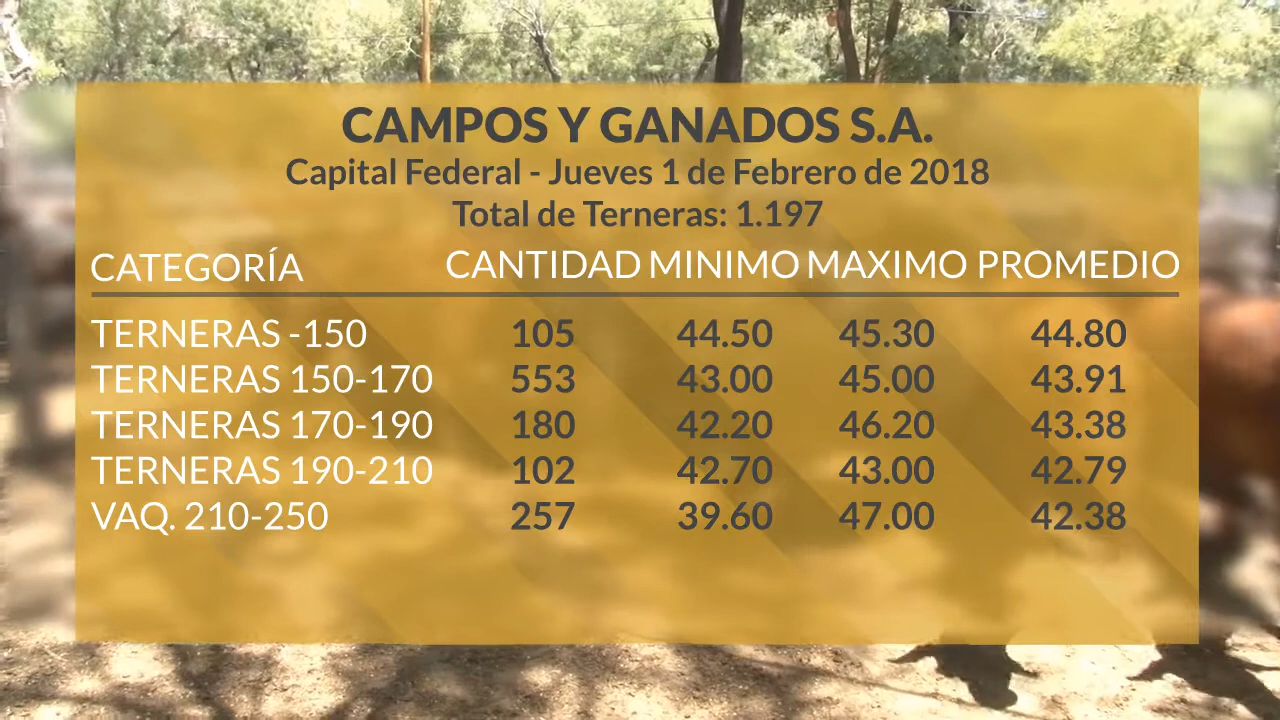 CAMPOS Y GANADOS S.A.
Capital Federal - Jueves 1 de Febrero de 2018
Total de Terneras: 1.197
CATEGORÍA CANTIDAD MINIMO MAXIMO PROMEDIO
TERNERAS -150 105 44.50 45.30 44.80
TERNERAS 150-170 553 43.00 45.00 43.91
TERNERAS 170-190 180 42.20 46.20 43.38
TERNERAS 190-210 102 42.70 43.00 42.79
VAQ. 210-250 257 39.60 47.00 42.38